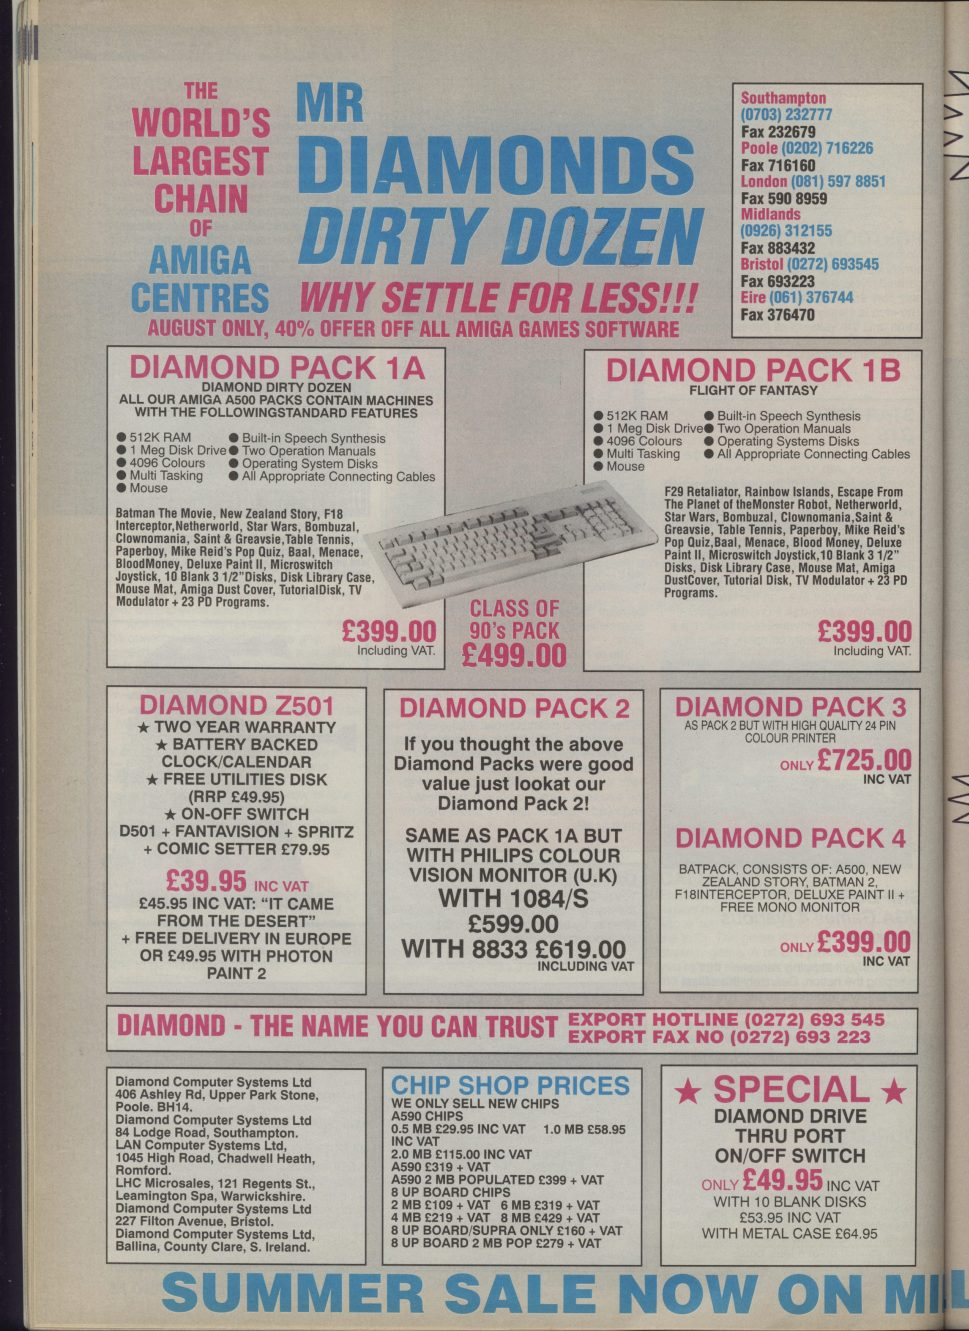 THE
WORLD'S
LARGEST
CHAIN
OF
AMIGA
CENTRES
MR
DIAMONDS
DIRTY DOZEN
WHY SETTLE FOR LESS!!!
AUGUST ONLY, 40% OFFER OFF ALL AMIGA GAMES SOFTWARE
Southampton
(0703) 232777
Fax 232679
Poole (0202) 716226
Fax 716160
London (081) 597 8851
Fax 590 8959
Midlands
(0926) 312155
Fax 883432
Bristol (0272) 693545
Fax 693223
Eire (061) 376744
Fax 376470
DIAMOND PACK 1A
DIAMOND DIRTY DOZEN
ALL OUR AMIGA A500 PACKS CONTAIN MACHINES
WITH THE FOLLOWINGSTANDARD FEATURES
● 512K RAM ● Built-in Speech Synthesis
● 1 Meg Disk Drive ● Two Operation Manuals
● 4096 Colours ● Operating System Disks
● Multi Tasking ● All Appropriate Connecting Cables
● Mouse
Batman The Movie, New Zealand Story, F18
Interceptor,Netherworld, Star Wars, Bombuzal,
Clownomania, Saint & Greavsie,Table Tennis,
Paperboy, Mike Reid's Pop Quiz, Baal, Menace,
BloodMoney, Deluxe Paint II, Microswitch
Joystick, 10 Blank 3 1/2"Disks, Disk Library Case,
Mouse Mat, Amiga Dust Cover, TutorialDisk, TV
Modulator + 23 PD Programs.
£399.00
Including VAT.
CLASS OF
90's PACK
£499.00
DIAMOND PACK 1B
FLIGHT OF FANTASY
● 512K RAM ● Built-in Speech Synthesis
● 1 Meg Disk Drive ● Two Operation Manuals
● 4096 Colours ● Operating Systems Disks
● Multi Tasking ● All Appropriate Connecting Cables
● Mouse
F29 Retaliator, Rainbow Islands, Escape From
The Planet of theMonster Robot, Netherworld,
Star Wars, Bombuzal, Clownomania,Saint &
Greavsie, Table Tennis, Paperboy, Mike Reid's
Pop Quiz,Baal, Menace, Blood Money, Deluxe
Paint II, Microswitch Joystick,10 Blank 3 1/2"
Disks, Disk Library Case, Mouse Mat, Amiga
DustCover, Tutorial Disk, TV Modulator + 23 PD
Programs.
£399.00
Including VAT.
DIAMOND Z501
★ TWO YEAR WARRANTY
★ BATTERY BACKED
CLOCK/CALENDAR
★ FREE UTILITIES DISK
(RRP £49.95)
★ ON-OFF SWITCH
D501 + FANTAVISION + SPRITZ
+ COMIC SETTER £79.95
£39.95 INC VAT
£45.95 INC VAT: "IT CAME
FROM THE DESERT"
+ FREE DELIVERY IN EUROPE
OR £49.95 WITH PHOTON
PAINT 2
DIAMOND PACK 2
If you thought the above
Diamond Packs were good
value just lookat our
Diamond Pack 2!
SAME AS PACK 1A BUT
WITH PHILIPS COLOUR
VISION MONITOR (U.K)
WITH 1084/S
£599.00
WITH 8833 £619.00
INCLUDING VAT
DIAMOND PACK 3
AS PACK 2 BUT WITH HIGH QUALITY 24 PIN
COLOUR PRINTER
ONLY £725.00
INC VAT
DIAMOND PACK 4
BATPACK, CONSISTS OF: A500, NEW
ZEALAND STORY, BATMAN 2,
F18INTERCEPTOR, DELUXE PAINT II +
FREE MONO MONITOR
ONLY £399.00
INC VAT
DIAMOND - THE NAME YOU CAN TRUST
EXPORT HOTLINE (0272) 693 545
EXPORT FAX NO (0272) 693 223
Diamond Computer Systems Ltd
406 Ashley Rd, Upper Park Stone,
Poole. BH14.
Diamond Computer Systems Ltd
84 Lodge Road, Southampton.
LAN Computer Systems Ltd,
1045 High Road, Chadwell Heath,
Romford.
LHC Microsales, 121 Regents St.,
Leamington Spa, Warwickshire.
Diamond Computer Systems Ltd
227 Filton Avenue, Bristol.
Diamond Computer Systems Ltd,
Ballina, County Clare, S. Ireland.
CHIP SHOP PRICES
WE ONLY SELL NEW CHIPS
A590 CHIPS
0.5 MB £29.95 INC VAT 1.0 MB £58.95
INC VAT
2.0 MB £115.00 INC VAT
A590 £319 + VAT
A590 2 MB POPULATED £399 + VAT
8 UP BOARD CHIPS
2 MB £109 + VAT 6 MB £319 + VAT
4 MB £219 + VAT 8 MB £429 + VAT
8 UP BOARD/SUPRA ONLY £160 + VAT
8 UP BOARD 2 MB POP £279 + VAT
★ SPECIAL ★
DIAMOND DRIVE
THRU PORT
ON/OFF SWITCH
ONLY £49.95 INC VAT
WITH 10 BLANK DISKS
£53.95 INC VAT
WITH METAL CASE £64.95
SUMMER SALE NOW ON